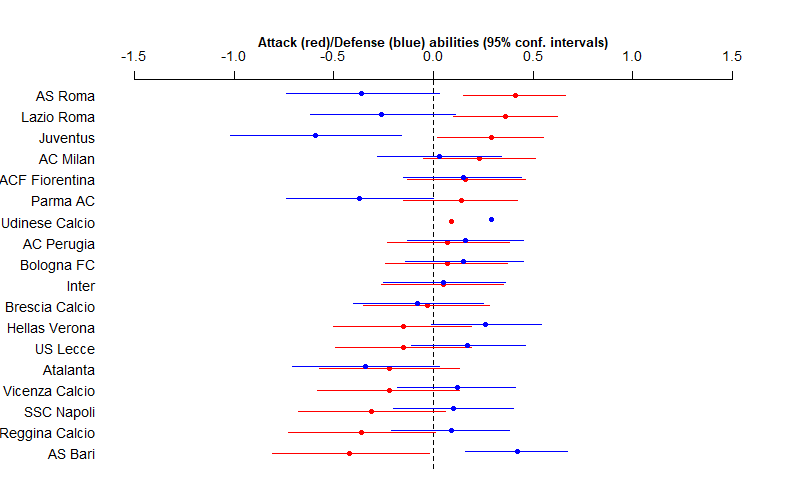 Attack (red)/Defense (blue) abilities (95% conf. intervals)
-1.5 -1.0 -0.5 0.0 0.5 1.0 1.5
AS Roma
Lazio Roma
Juventus
AC Milan
ACF Fiorentina
Parma AC
Udinese Calcio
AC Perugia
Bologna FC
Inter
Brescia Calcio
Hellas Verona
US Lecce
Atalanta
Vicenza Calcio
SSC Napoli
Reggina Calcio
AS Bari